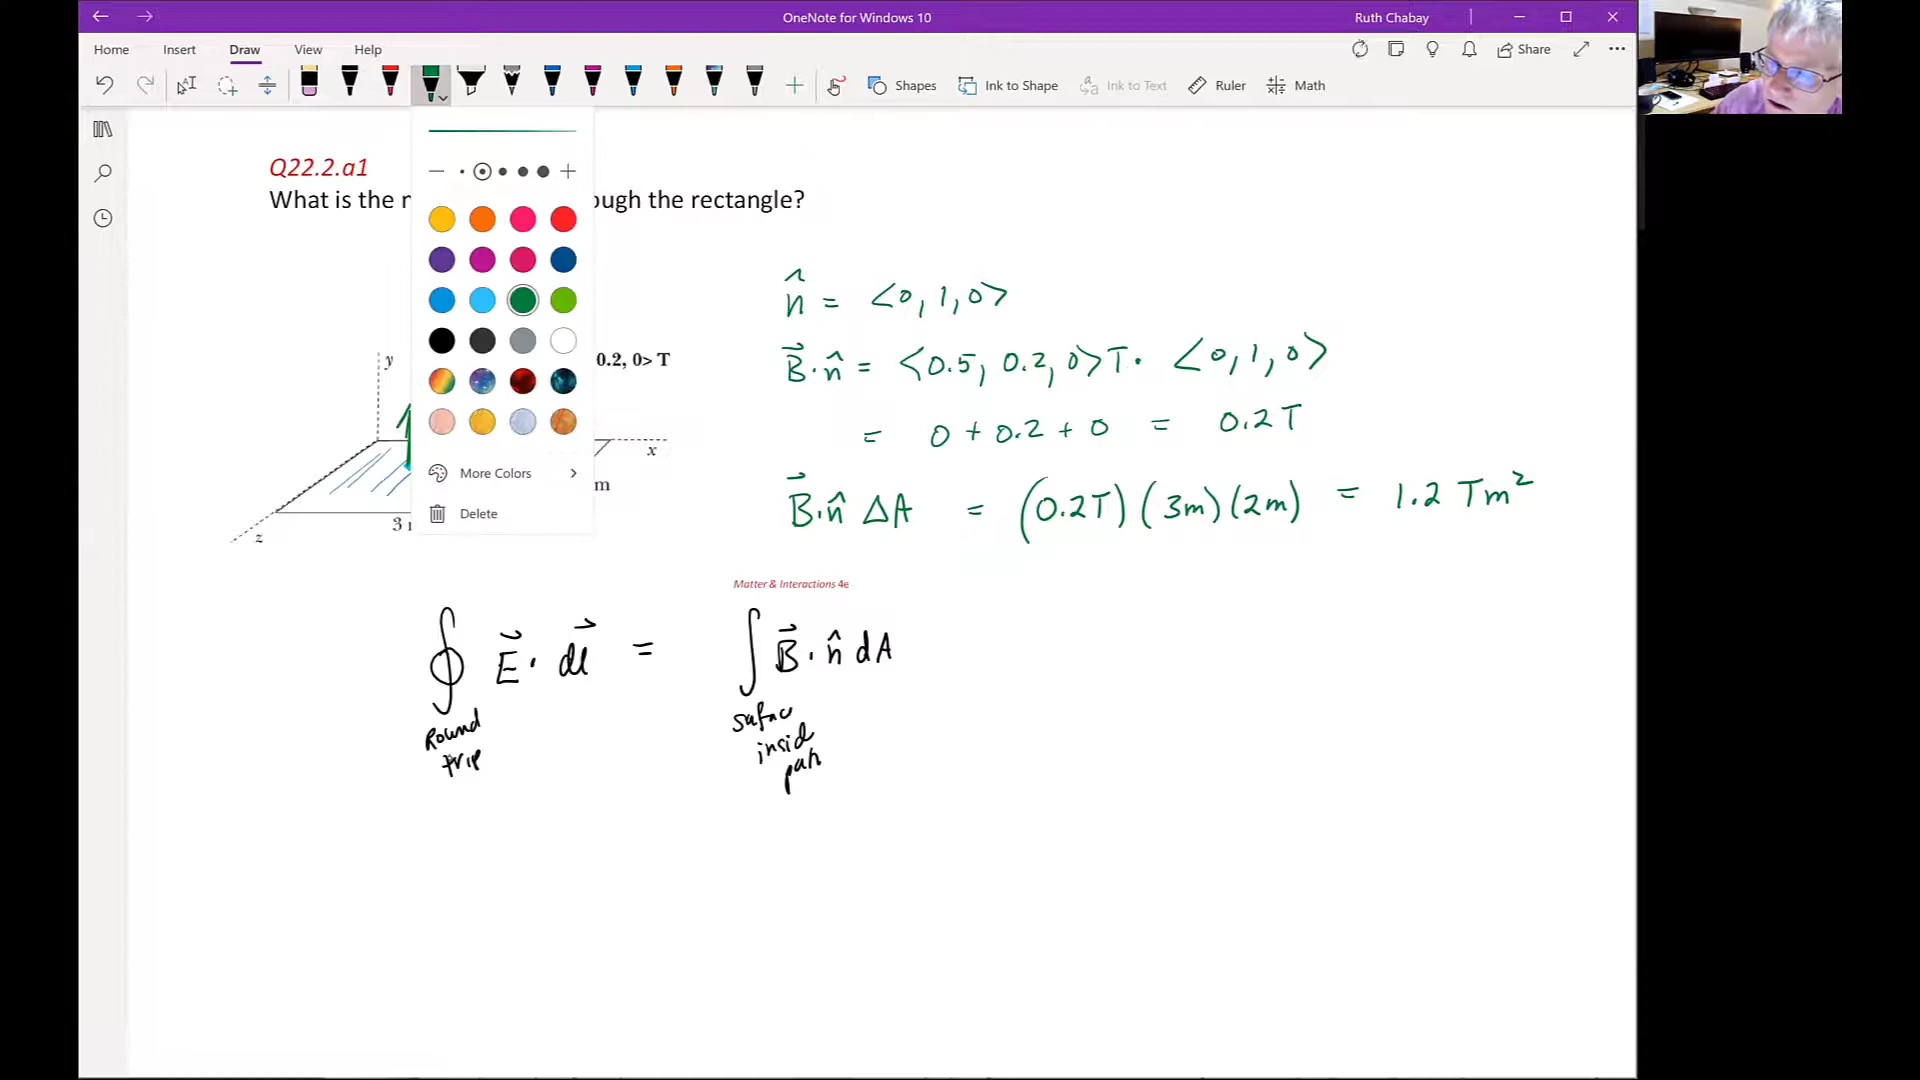 OneNote for Windows 10
Ruth Chabay
Home Insert Draw View Help
Share
Shapes Ink to Shape Ink to Text Ruler Math
Q22.2.a1
What is the ough the rectangle?
More Colors
Delete
y
0.2, 0> T
x
m
3
z
n̂ = <0, 1, 0>
B⃗·n̂ = <0.5, 0.2, 0>T · <0, 1, 0>
= 0 + 0.2 + 0 = 0.2T
B⃗·n̂ ΔA = (0.2T)(3m)(2m) = 1.2 Tm²
Matter & Interactions 4e
∮ E⃗· dl⃗ = ∫ B⃗·n̂ dA
Round
trip
insid
path